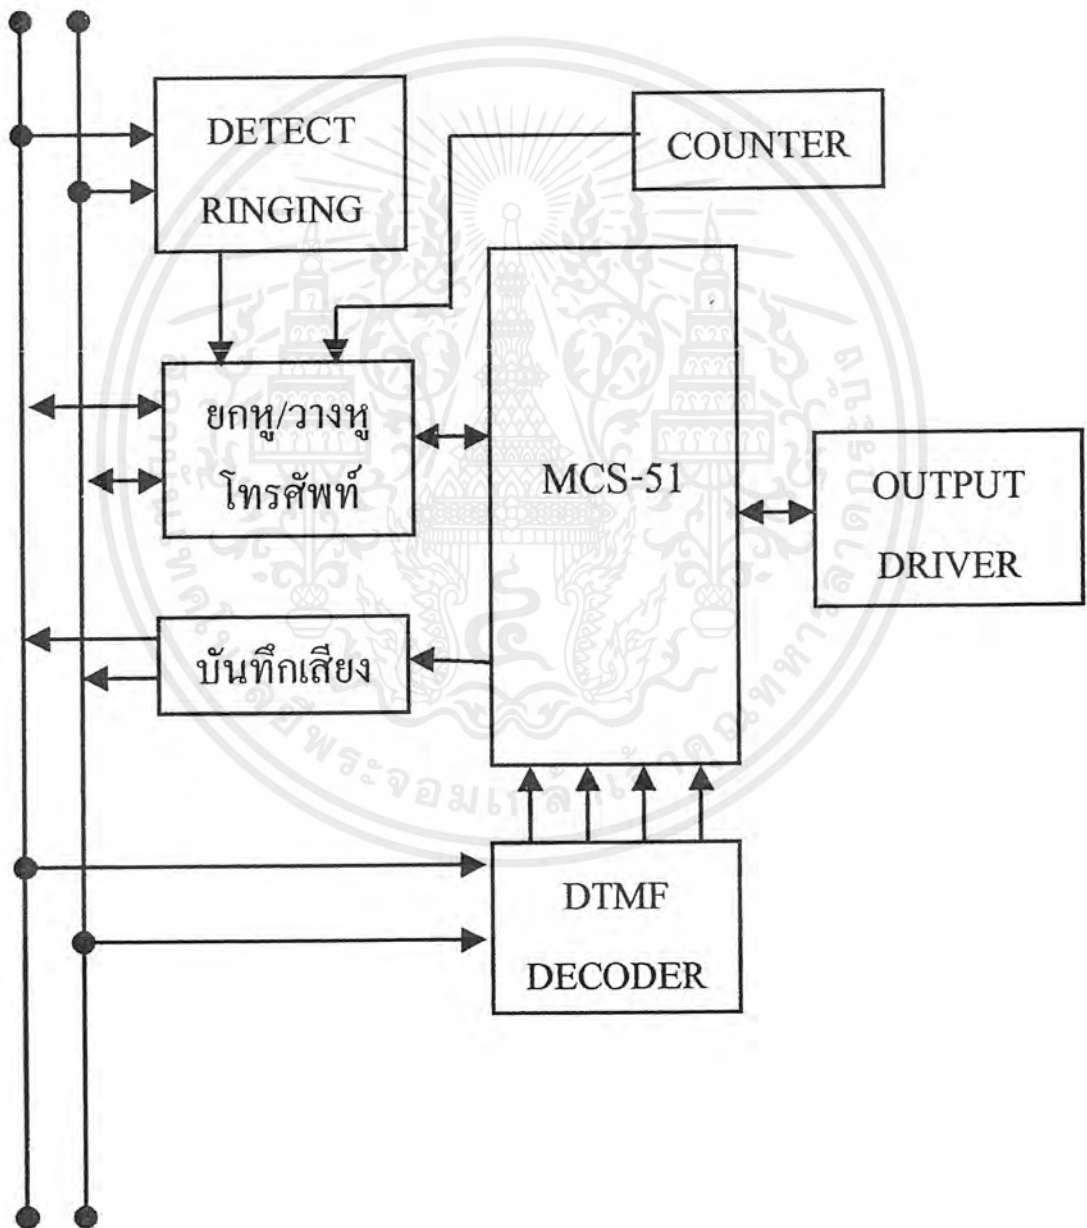 DETECT
RINGING
COUNTER
ยกหู/วางหู
โทรศัพท์
MCS-51
OUTPUT
DRIVER
บันทึกเสียง
DTMF
DECODER